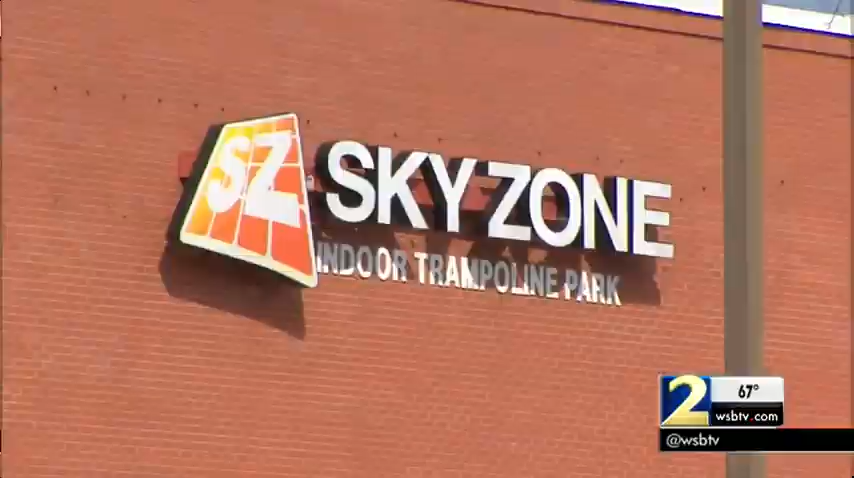 SZ
SKY ZONE
INDOOR TRAMPOLINE PARK
2
67°
wsbtv.com
@wsbtv